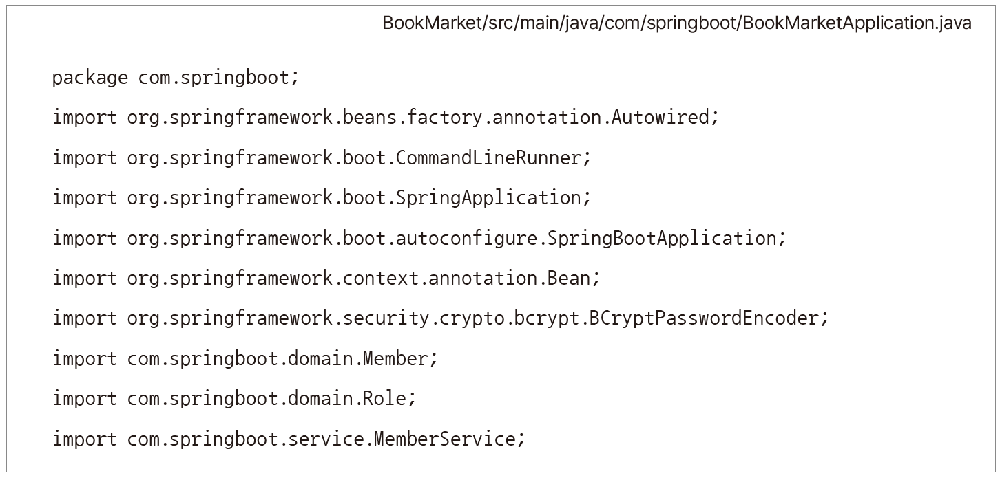 BookMarket/src/main/java/com/springboot/BookMarketApplication.java
package com.springboot;
import org.springframework.beans.factory.annotation.Autowired;
import org.springframework.boot.CommandLineRunner;
import org.springframework.boot.SpringApplication;
import org.springframework.boot.autoconfigure.SpringBootApplication;
import org.springframework.context.annotation.Bean;
import org.springframework.security.crypto.bcrypt.BCryptPasswordEncoder;
import com.springboot.domain.Member;
import com.springboot.domain.Role;
import com.springboot.service.MemberService;